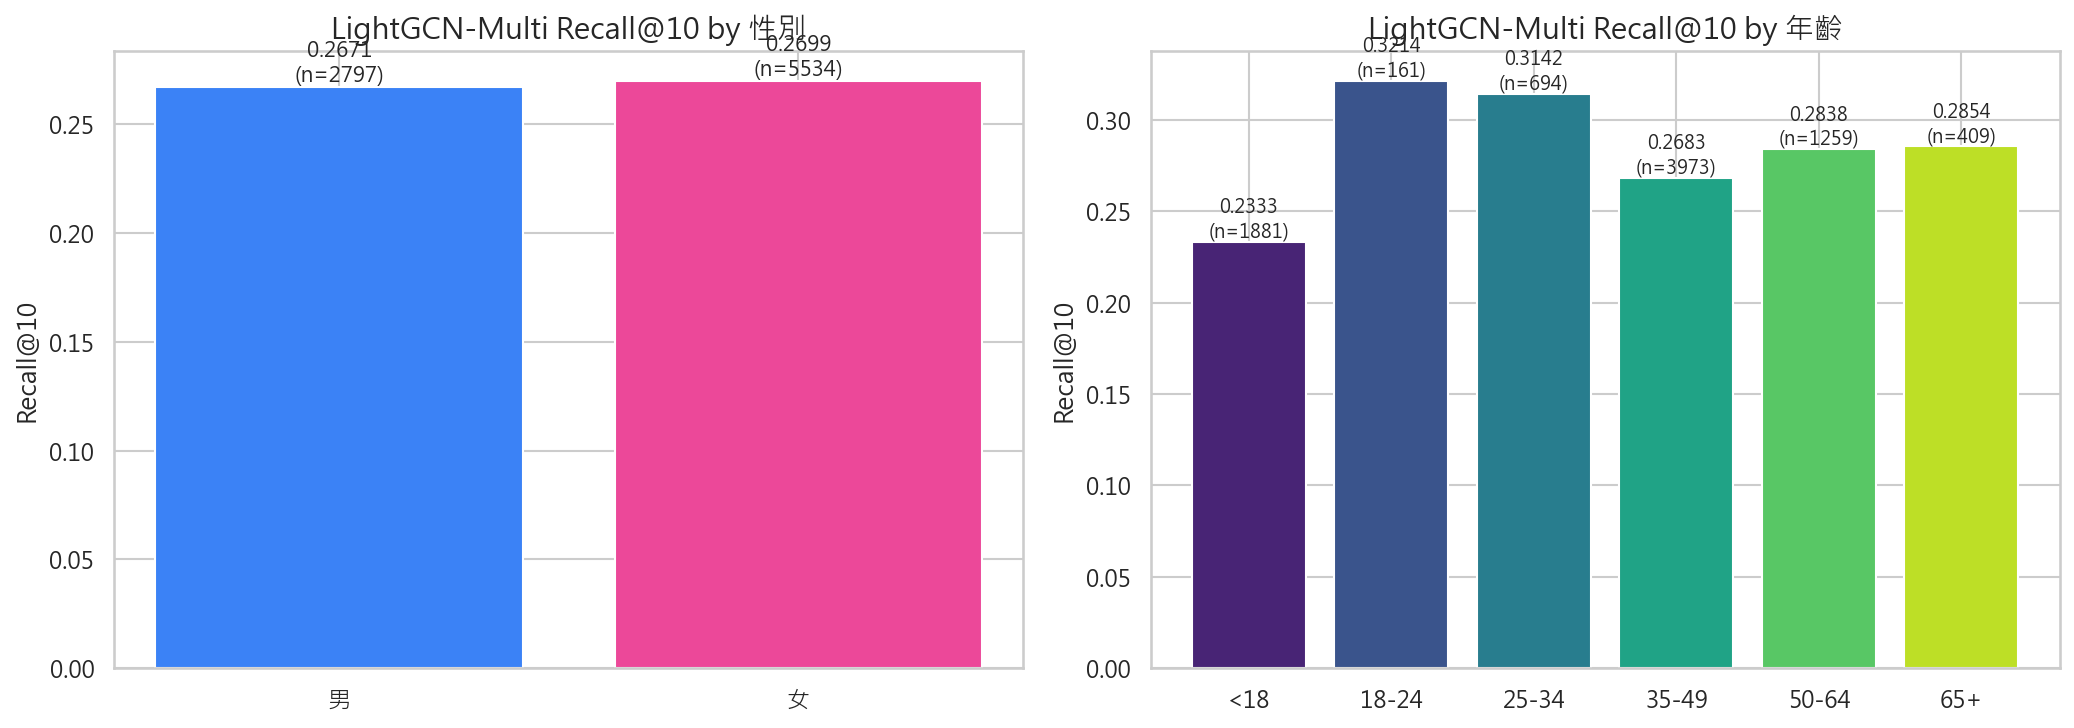 LightGCN-Multi Recall@10 by 性別
0.2671
(n=2797)
0.2699
(n=5534)
0.25
0.20
0.15
0.10
0.05
0.00
Recall@10
男
女
LightGCN-Multi Recall@10 by 年齡
0.3214
(n=161)
0.3142
(n=694)
0.2838
(n=1259)
0.2854
(n=409)
0.2683
(n=3973)
0.2333
(n=1881)
0.30
0.25
0.20
0.15
0.10
0.05
0.00
Recall@10
<18
18-24
25-34
35-49
50-64
65+